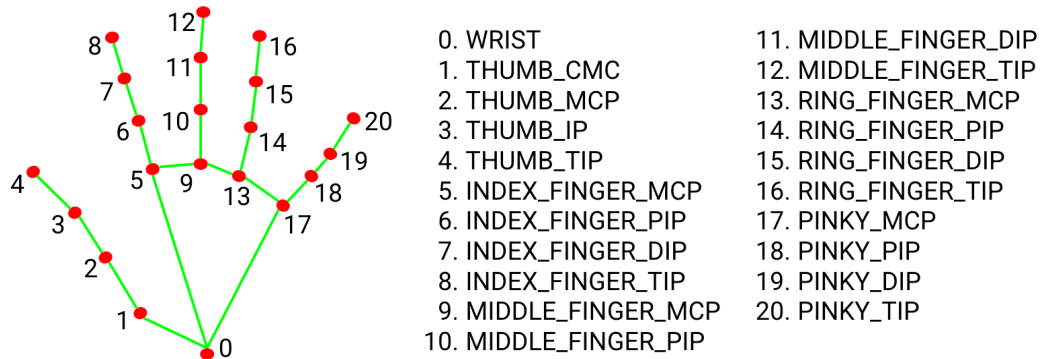 12
8
16
11
7
15
10
6
14
20
19
4
5
9
13
18
3
17
2
1
0
0. WRIST
1. THUMB_CMC
2. THUMB_MCP
3. THUMB_IP
4. THUMB_TIP
5. INDEX_FINGER_MCP
6. INDEX_FINGER_PIP
7. INDEX_FINGER_DIP
8. INDEX_FINGER_TIP
9. MIDDLE_FINGER_MCP
10. MIDDLE_FINGER_PIP
11. MIDDLE_FINGER_DIP
12. MIDDLE_FINGER_TIP
13. RING_FINGER_MCP
14. RING_FINGER_PIP
15. RING_FINGER_DIP
16. RING_FINGER_TIP
17. PINKY_MCP
18. PINKY_PIP
19. PINKY_DIP
20. PINKY_TIP